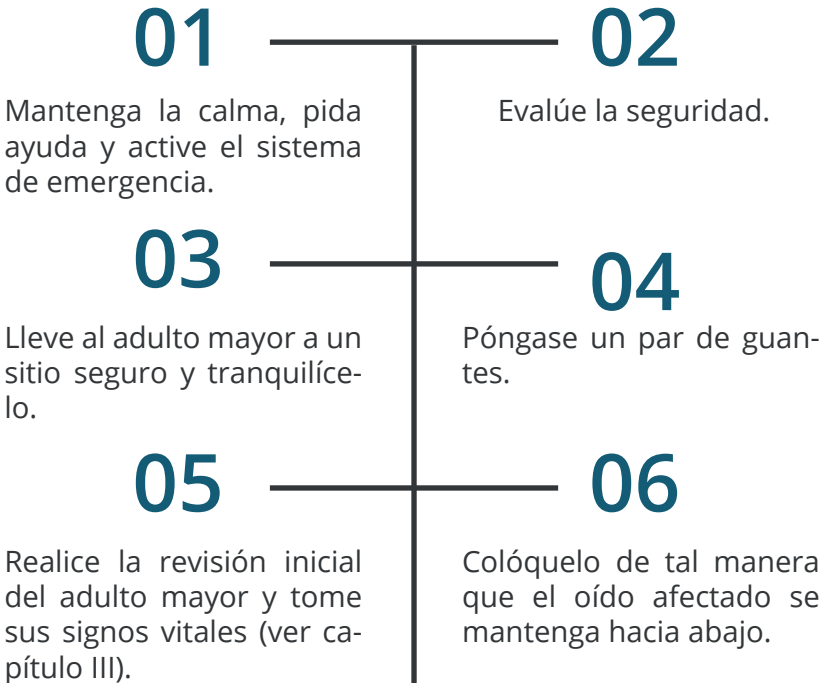 01
Mantenga la calma, pida
ayuda y active el sistema
de emergencia.
02
Evalúe la seguridad.
03
Lleve al adulto mayor a un
sitio seguro y tranquilíce-
lo.
04
Póngase un par de guan-
tes.
05
Realice la revisión inicial
del adulto mayor y tome
sus signos vitales (ver ca-
pítulo III).
06
Colóquelo de tal manera
que el oído afectado se
mantenga hacia abajo.